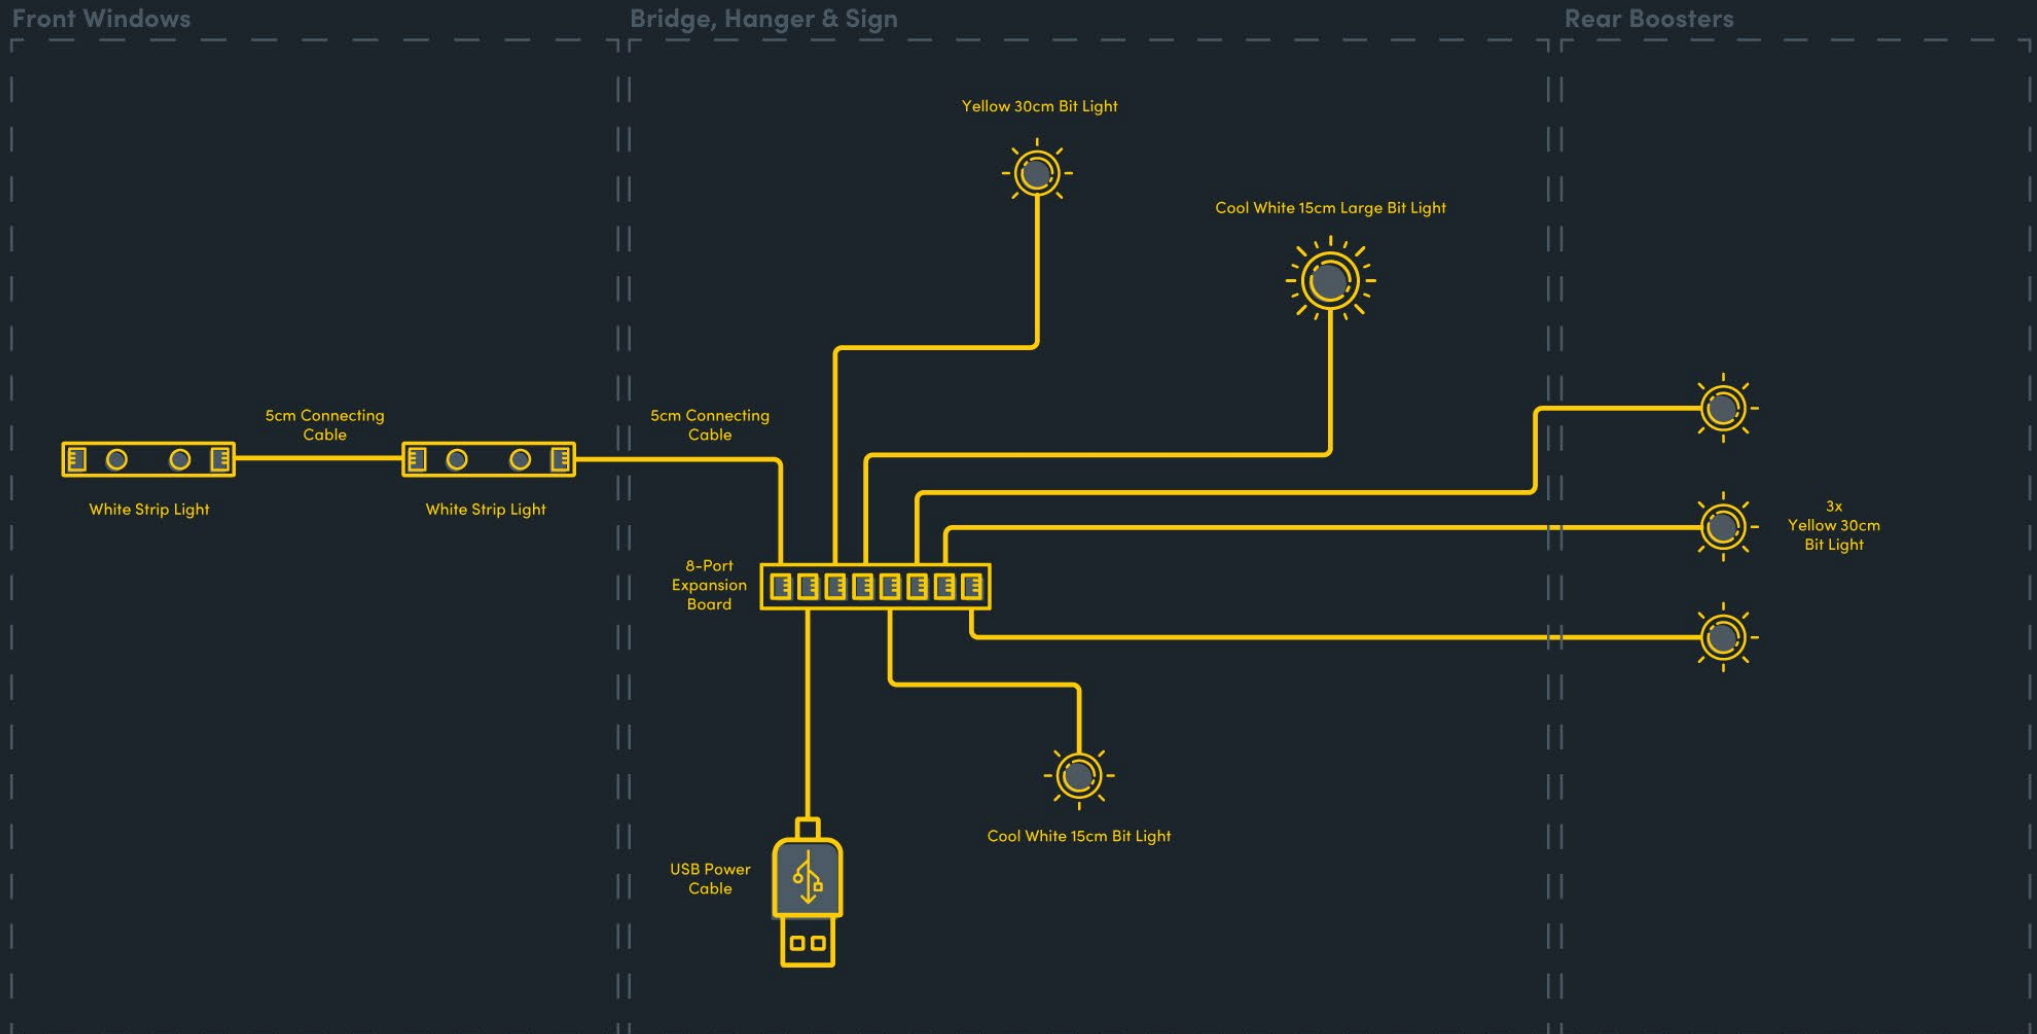 Front Windows
Bridge, Hanger & Sign
Rear Boosters
Yellow 30cm Bit Light
Cool White 15cm Large Bit Light
5cm Connecting
Cable
5cm Connecting
Cable
White Strip Light
White Strip Light
3x
Yellow 30cm
Bit Light
8-Port
Expansion
Board
Cool White 15cm Bit Light
USB Power
Cable